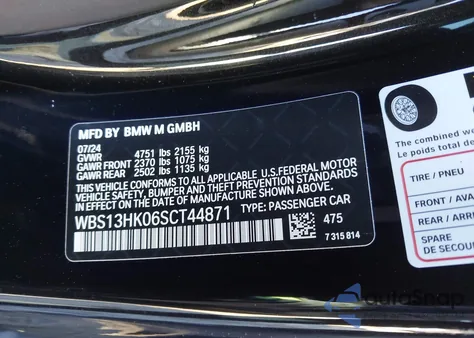 MFD BY BMW M GMBH
07/24
GVWR 4751 lbs 2155 kg
GAWR FRONT 2370 lbs 1075 kg
GAWR REAR 2502 lbs 1135 kg
THIS VEHICLE CONFORMS TO ALL APPLICABLE U.S.FEDERAL MOTOR
VEHICLE SAFETY, BUMPER, AND THEFT PREVENTION STANDARDS
IN EFFECT ON THE DATE OF MANUFACTURE SHOWN ABOVE.
WBS13HK06SCT44871 TYPE: PASSENGER CAR
475
7 315 814
The combined we
Le poids total de
TIRE / PNEU
FRONT / AVAN
REAR / ARR
SPARE
DE SECOU
autoSnap